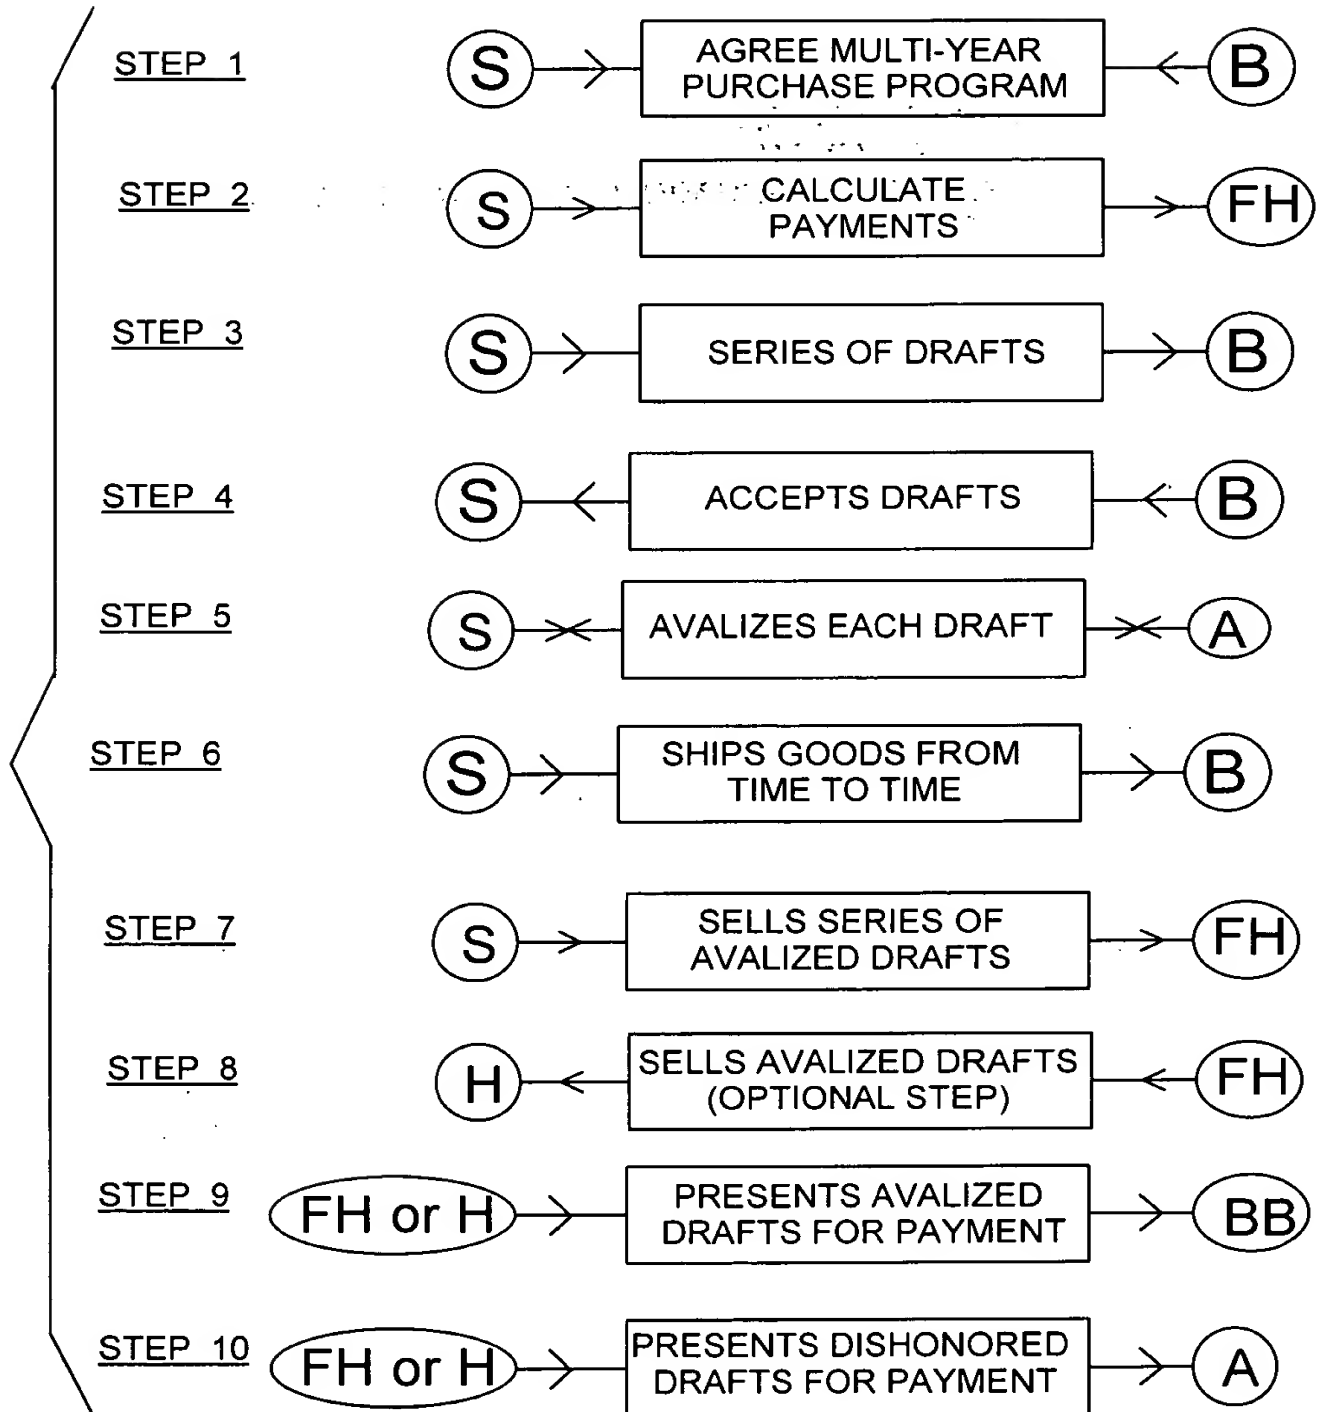 STEP 1
S
AGREE MULTI-YEAR
PURCHASE PROGRAM
B
STEP 2
S
CALCULATE
PAYMENTS
FH
STEP 3
S
SERIES OF DRAFTS
B
STEP 4
S
ACCEPTS DRAFTS
B
STEP 5
S
AVALIZES EACH DRAFT
A
STEP 6
S
SHIPS GOODS FROM
TIME TO TIME
B
STEP 7
S
SELLS SERIES OF
AVALIZED DRAFTS
FH
STEP 8
H
SELLS AVALIZED DRAFTS
(OPTIONAL STEP)
FH
STEP 9
FH or H
PRESENTS AVALIZED
DRAFTS FOR PAYMENT
BB
STEP 10
FH or H
PRESENTS DISHONORED
DRAFTS FOR PAYMENT
A